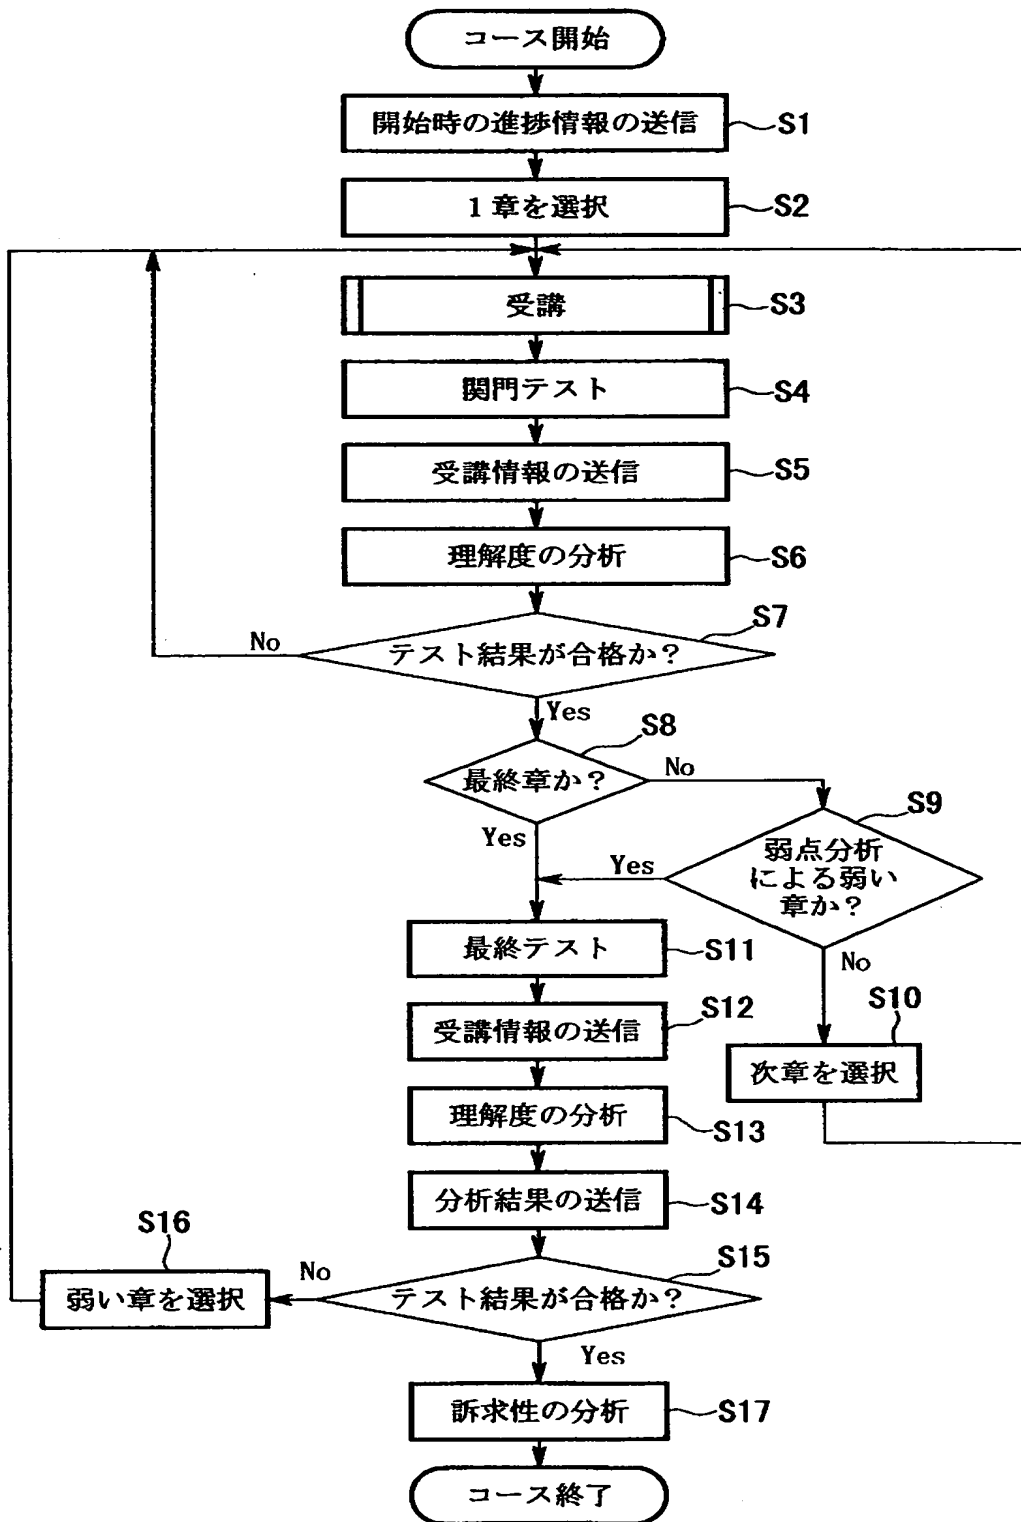 コース開始
開始時の進捗情報の送信
S1
1章を選択
S2
受講
S3
関門テスト
S4
受講情報の送信
S5
理解度の分析
S6
S7
No
テスト結果が合格か?
Yes
S8
最終章か?
No
S9
Yes
弱点分析
による弱い
章か?
Yes
No
最終テスト
S11
S10
受講情報の送信
S12
次章を選択
理解度の分析
S13
分析結果の送信
S14
S16
S15
弱い章を選択
No
テスト結果が合格か?
Yes
訴求性の分析
S17
コース終了